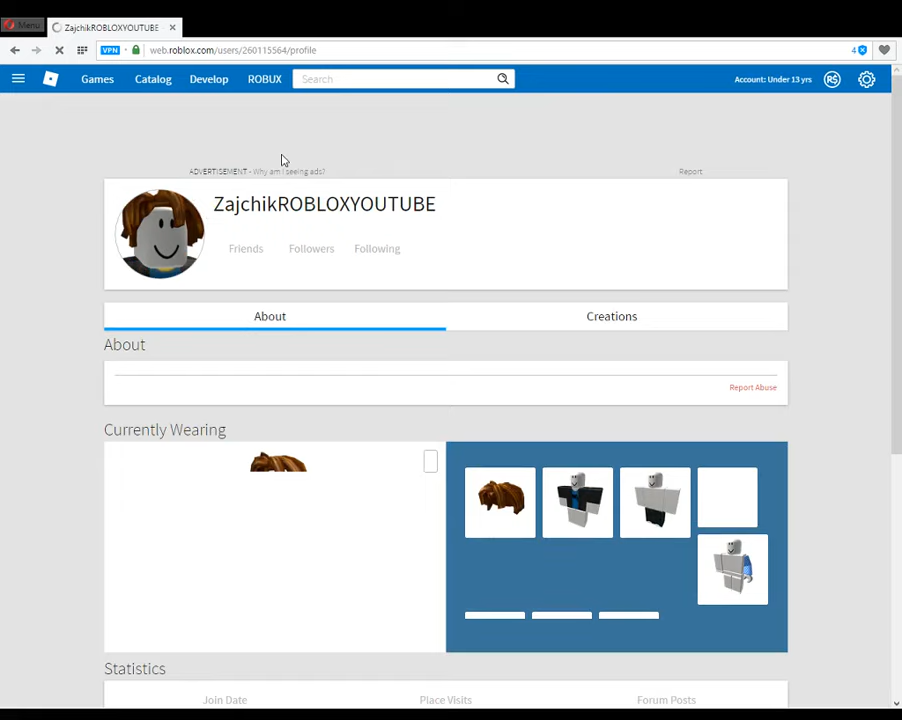 Menu
ZajchikROBLOXYOUTUBE
VPN
web.roblox.com/users/260115564/profile
4
Games
Catalog
Develop
ROBUX
Search
Account: Under 13 yrs
R$
ADVERTISEMENT - Why am I seeing ads?
Report
ZajchikROBLOXYOUTUBE
Friends
Followers
Following
About
Creations
About
Report Abuse
Currently Wearing
Statistics
Join Date
Place Visits
Forum Posts